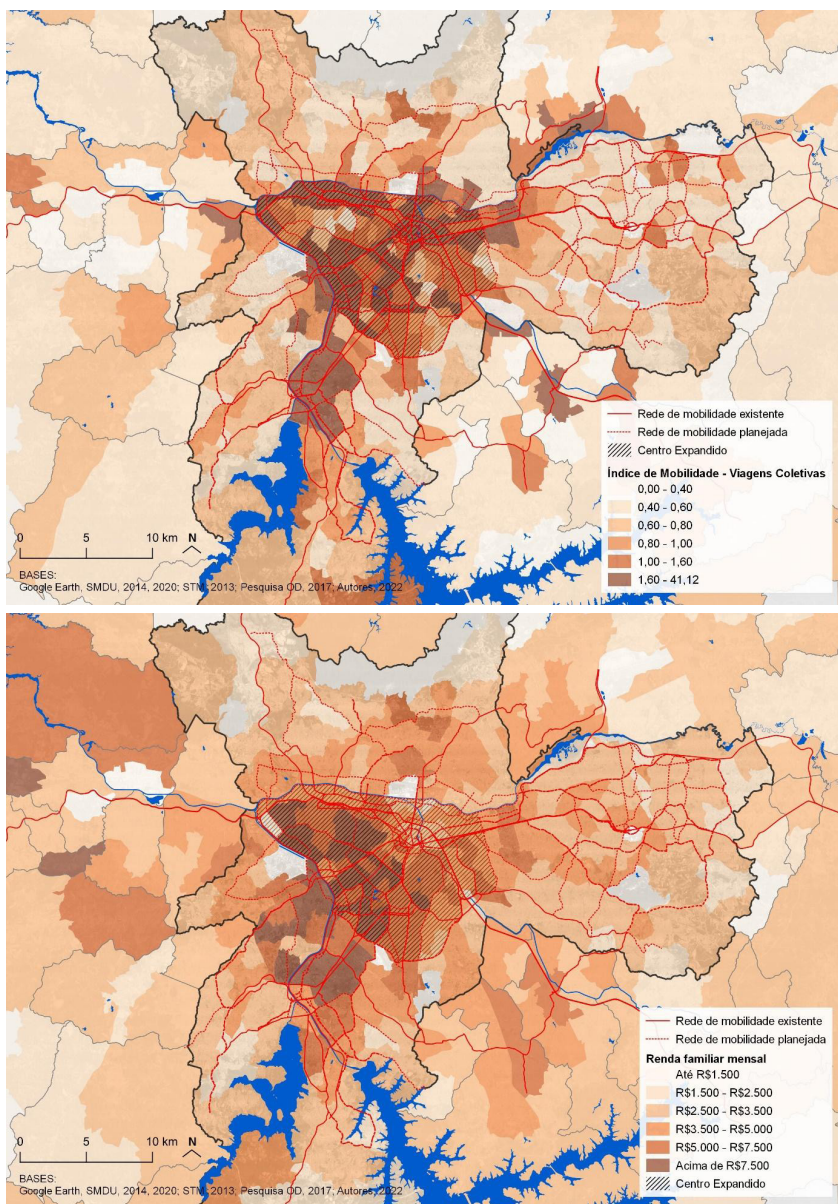 Rede de mobilidade existente
Rede de mobilidade planejada
Centro Expandido
Índice de Mobilidade - Viagens Coletivas
0,00 - 0,40
0,40 - 0,60
0,60 - 0,80
0,80 - 1,00
1,00 - 1,60
1,60 - 41,12
0 5 10 km N
BASES:
Google Earth, SMDU, 2014, 2020; STM, 2013; Pesquisa OD, 2017; Autores, 2022
Rede de mobilidade existente
Rede de mobilidade planejada
Renda familiar mensal
Até R$1.500
R$1.500 - R$2.500
R$2.500 - R$3.500
R$3.500 - R$5.000
R$5.000 - R$7.500
Acima de R$7.500
Centro Expandido
0 5 10 km N
BASES:
Google Earth, SMDU, 2014, 2020; STM, 2013; Pesquisa OD, 2017; Autores, 2022